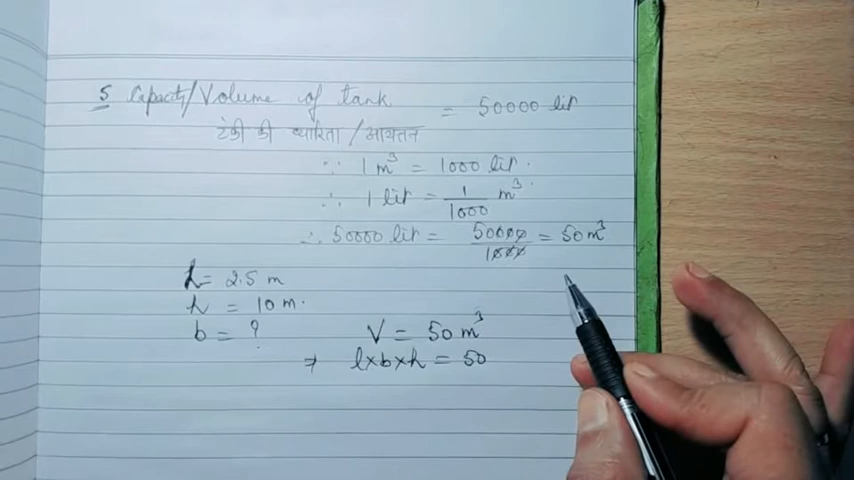 5 Capacity/Volume of tank. = 50000 lit
टंकी की धारिता/आयतन
∵ 1 m³ = 1000 lit.
∴ 1 lit = 1/1000 m³.
∴ 50000 lit = 50000/1000 = 50 m³
l = 2.5 m
h = 10 m.
b = ?
V = 50 m³
⇒ l×b×h = 50